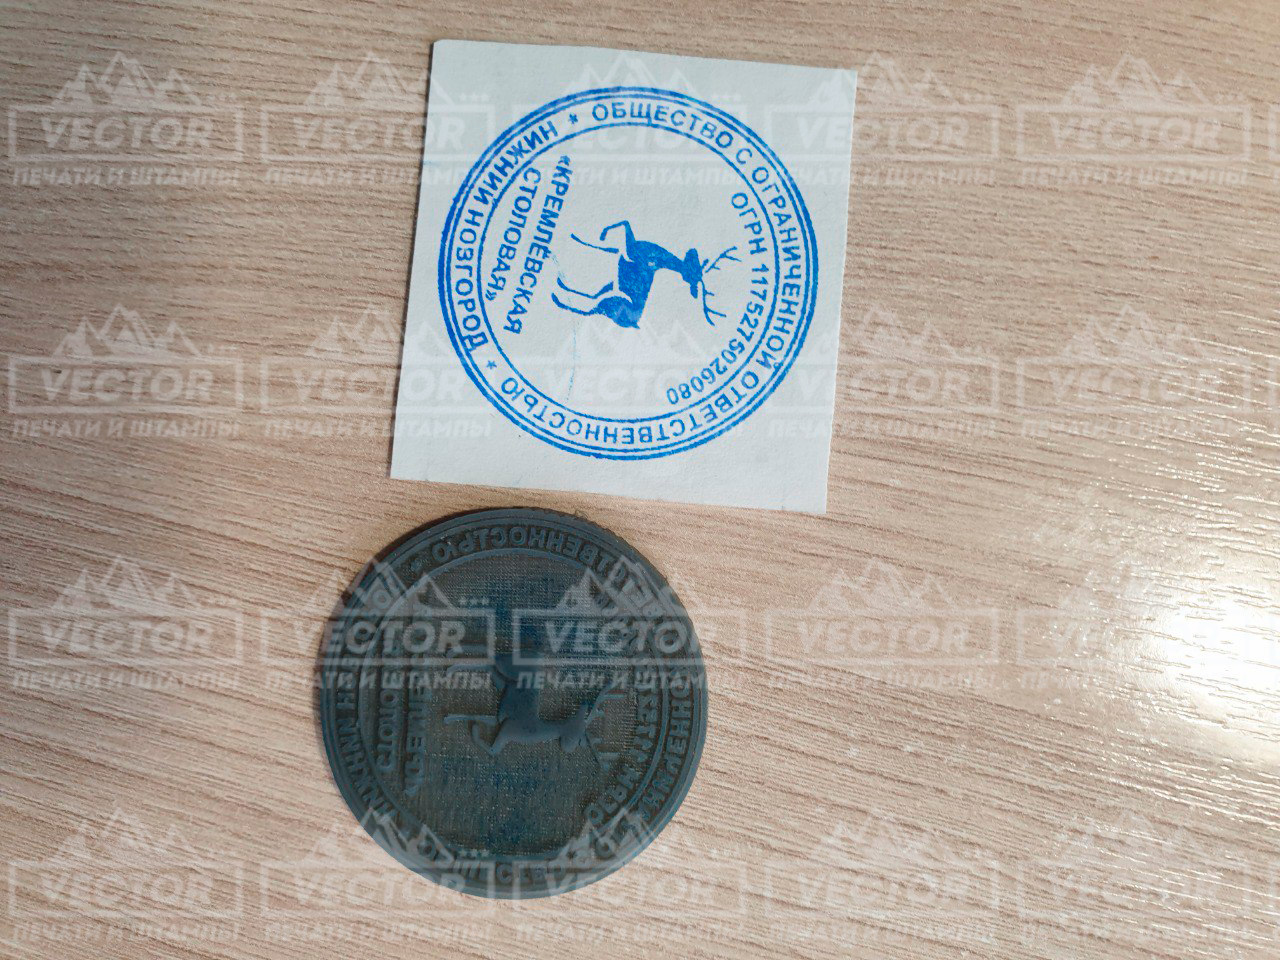 ОБЩЕСТВО С ОГРАНИЧЕННОЙ ОТВЕТСТВЕННОСТЬЮ * НИЖНИЙ НОВГОРОД *
ОГРН 1175275026080
«КРЕМЛЁВСКАЯ
СТОЛОВАЯ»
VECTOR
ПЕЧАТИ И ШТАМПЫ